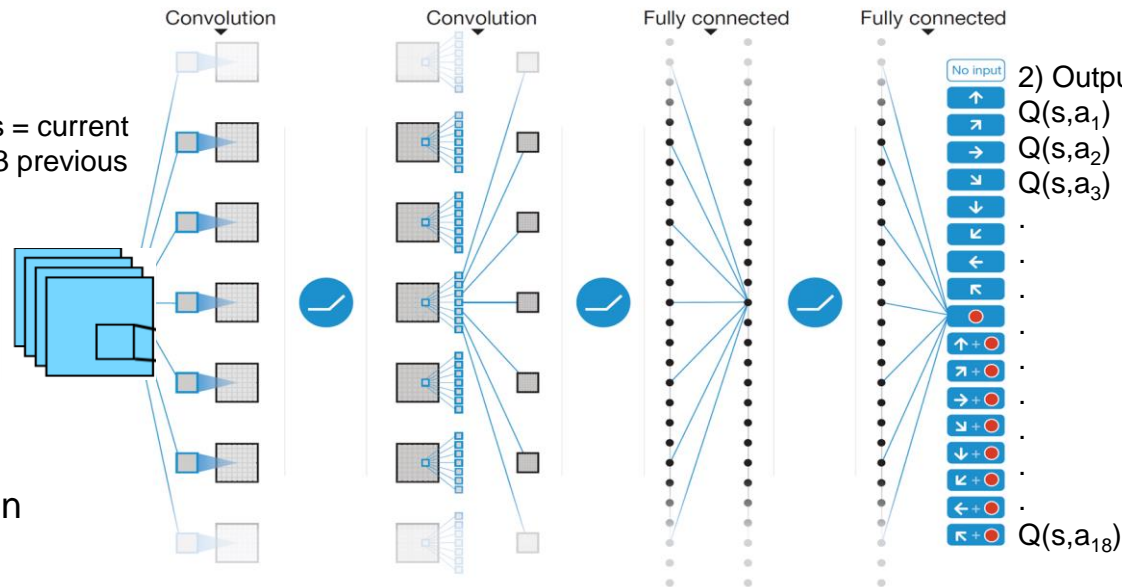 Convolution
Convolution
Fully connected
Fully connected
s = current
3 previous
No input
2) Outpu
Q(s,a₁)
Q(s,a₂)
Q(s,a₃)
.
.
.
.
.
.
.
.
.
Q(s,a₁₈)
n